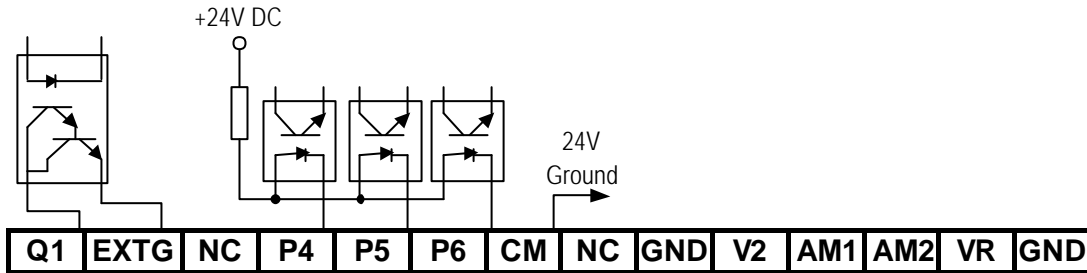 +24V DC
24V
Ground
Q1 EXTG NC P4 P5 P6 CM NC GND V2 AM1 AM2 VR GND